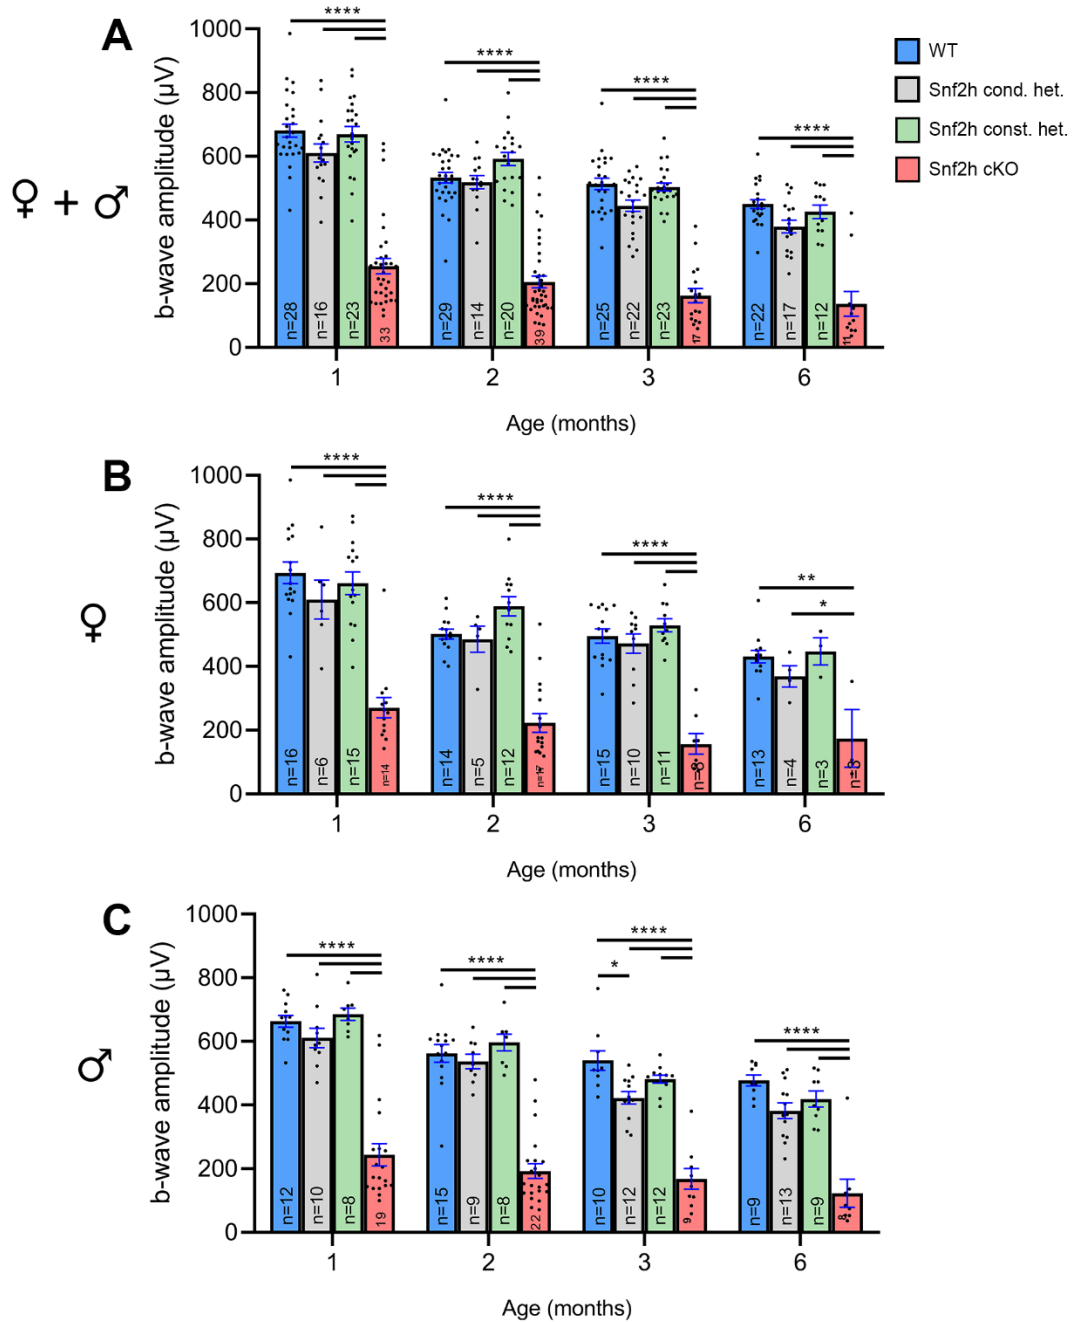 A
b-wave amplitude (µV)
1000
800
600
400
200
0
****
****
****
****
n=28
n=16
n=23
33
n=29
n=14
n=20
39
n=25
n=22
n=23
17
n=22
n=17
n=12
11
1
2
3
6
Age (months)
WT
Snf2h cond. het.
Snf2h const. het.
Snf2h cKO
♀ + ♂
B
b-wave amplitude (µV)
1000
800
600
400
200
0
****
****
****
**
*
n=16
n=6
n=15
n=14
n=14
n=5
n=12
n=17
n=15
n=10
n=11
n=13
n=4
n=3
1
2
3
6
Age (months)
♀
C
b-wave amplitude (µV)
1000
800
600
400
200
0
****
****
****
*
****
n=12
n=10
n=8
19
n=15
n=9
n=8
22
n=10
n=12
n=12
9
n=9
n=13
n=9
8
1
2
3
6
Age (months)
♂